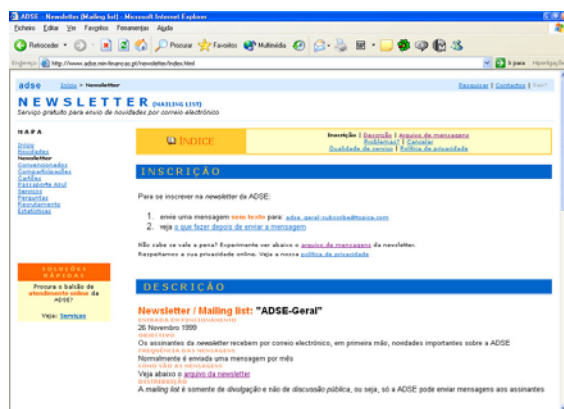 ADSE - Newsletter (Mailing list) - Microsoft Internet Explorer
Ficheiro Editar Ver Favoritos Ferramentas Ajuda
Retroceder Procurar Favoritos Multimédia
Endereço http://www.adse.min-financas.pt/newsletter/index.html Ir para Hiperligaçõe
adse Início > Newsletter Pesquisar | Contactos |
NEWSLETTER (MAILING LIST)
Serviço gratuito para envio de novidades por correio electrónico
MAPA
Início
Novidades
Newsletter
Convencionados
Comparticipações
Cartões
Passaporte Azul
Serviços
Perguntas
Recrutamento
Estatísticas
ÍNDICE
Inscrição | Descrição | Arquivo de mensagens
Problemas? | Cancelar
Qualidade do serviço | Política de privacidade
INSCRIÇÃO
Para se inscrever na newsletter da ADSE:
1. envie uma mensagem sem texto para: adse_geral-subscribe@topica.com
2. veja o que fazer depois de enviar a mensagem
Não sabe se vale a pena? Experimente ver abaixo o arquivo de mensagens da newsletter.
Respeitamos a sua privacidade online. Veja a nossa política de privacidade
SOLUÇÕES
RÁPIDAS
Procura o balcão de
atendimento online da
ADSE?
Veja: Serviços
DESCRIÇÃO
Newsletter / Mailing list: "ADSE-Geral"
ENTRADA EM FUNCIONAMENTO
26 Novembro 1999
OBJECTIVO
Os assinantes da newsletter recebem por correio electrónico, em primeira mão, novidades importantes sobre a ADSE
FREQUÊNCIA DAS MENSAGENS
Normalmente é enviada uma mensagem por mês
COMO SÃO AS MENSAGENS
Veja abaixo o arquivo da newsletter
DISTRIBUIÇÃO
A mailing list é somente de divulgação e não de discussão pública, ou seja, só a ADSE pode enviar mensagens aos assinantes